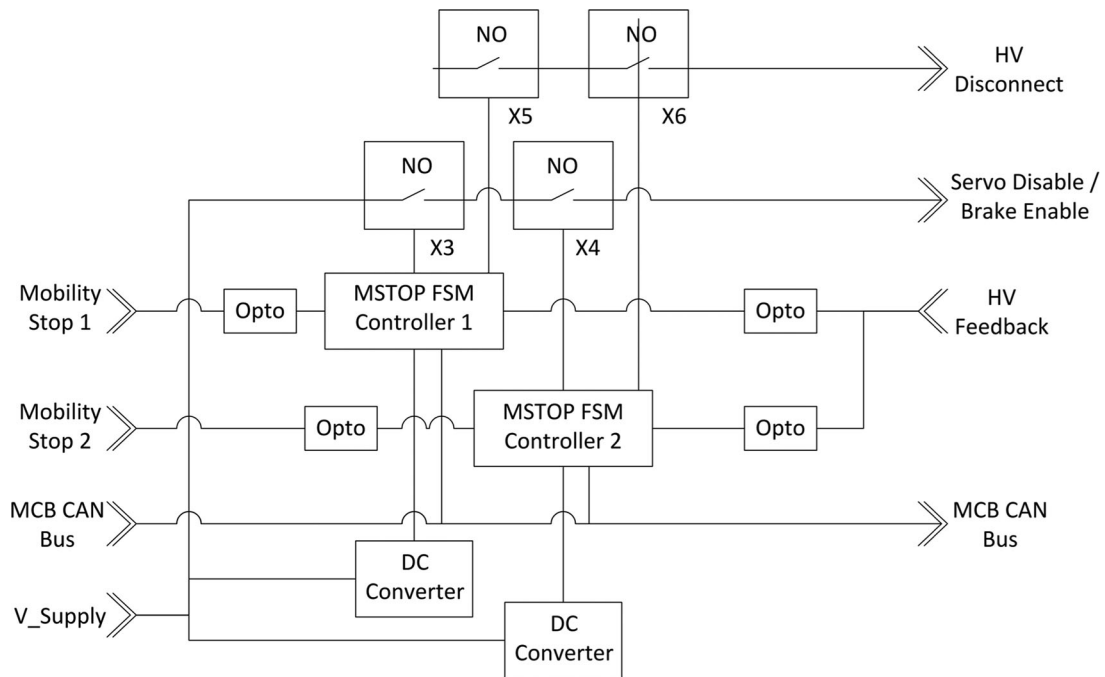 NO
NO
HV
Disconnect
X5
X6
NO
NO
Servo Disable /
Brake Enable
X3
X4
Mobility
Stop 1
Opto
MSTOP FSM
Controller 1
Opto
HV
Feedback
Mobility
Stop 2
Opto
MSTOP FSM
Controller 2
Opto
MCB CAN
Bus
MCB CAN
Bus
DC
Converter
V_Supply
DC
Converter